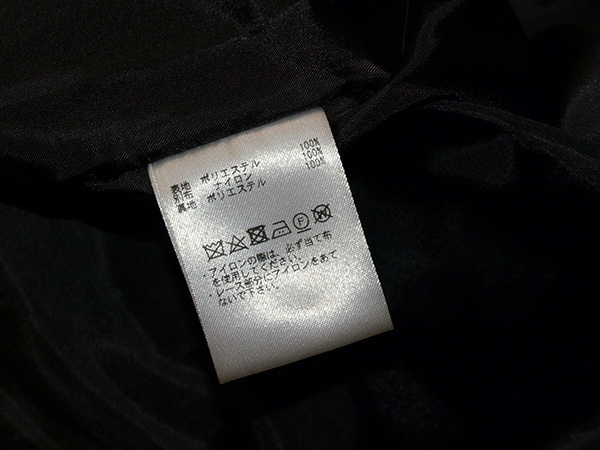 表地 ポリエステル 100%
別布 ナイロン 100%
裏地 ポリエステル 100%
・アイロンの際は、必ず当て布
を使用してください。
・レース部分にアイロンをあて
ないで下さい。